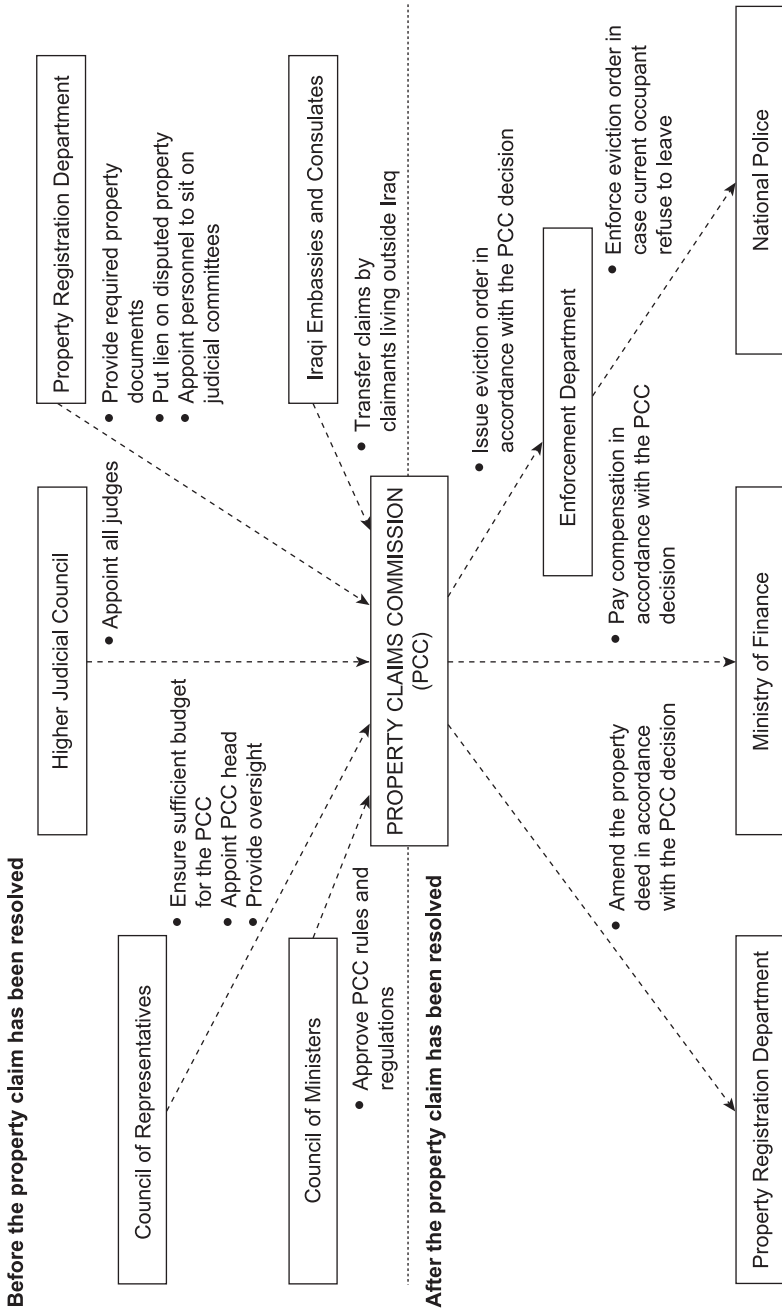 Before the property claim has been resolved
Higher Judicial Council
Property Registration Department
• Appoint all judges
• Provide required property
documents
• Put lien on disputed property
• Appoint personnel to sit on
judicial committees
Council of Representatives
• Ensure sufficient budget
for the PCC
• Appoint PCC head
• Provide oversight
Council of Ministers
Iraqi Embassies and Consulates
• Approve PCC rules and
regulations
• Transfer claims by
claimants living outside Iraq
PROPERTY CLAIMS COMMISSION
(PCC)
After the property claim has been resolved
• Issue eviction order in
accordance with the PCC decision
Enforcement Department
• Amend the property
deed in accordance
with the PCC decision
• Pay compensation in
accordance with the PCC
decision
• Enforce eviction order in
case current occupant
refuse to leave
Property Registration Department
Ministry of Finance
National Police